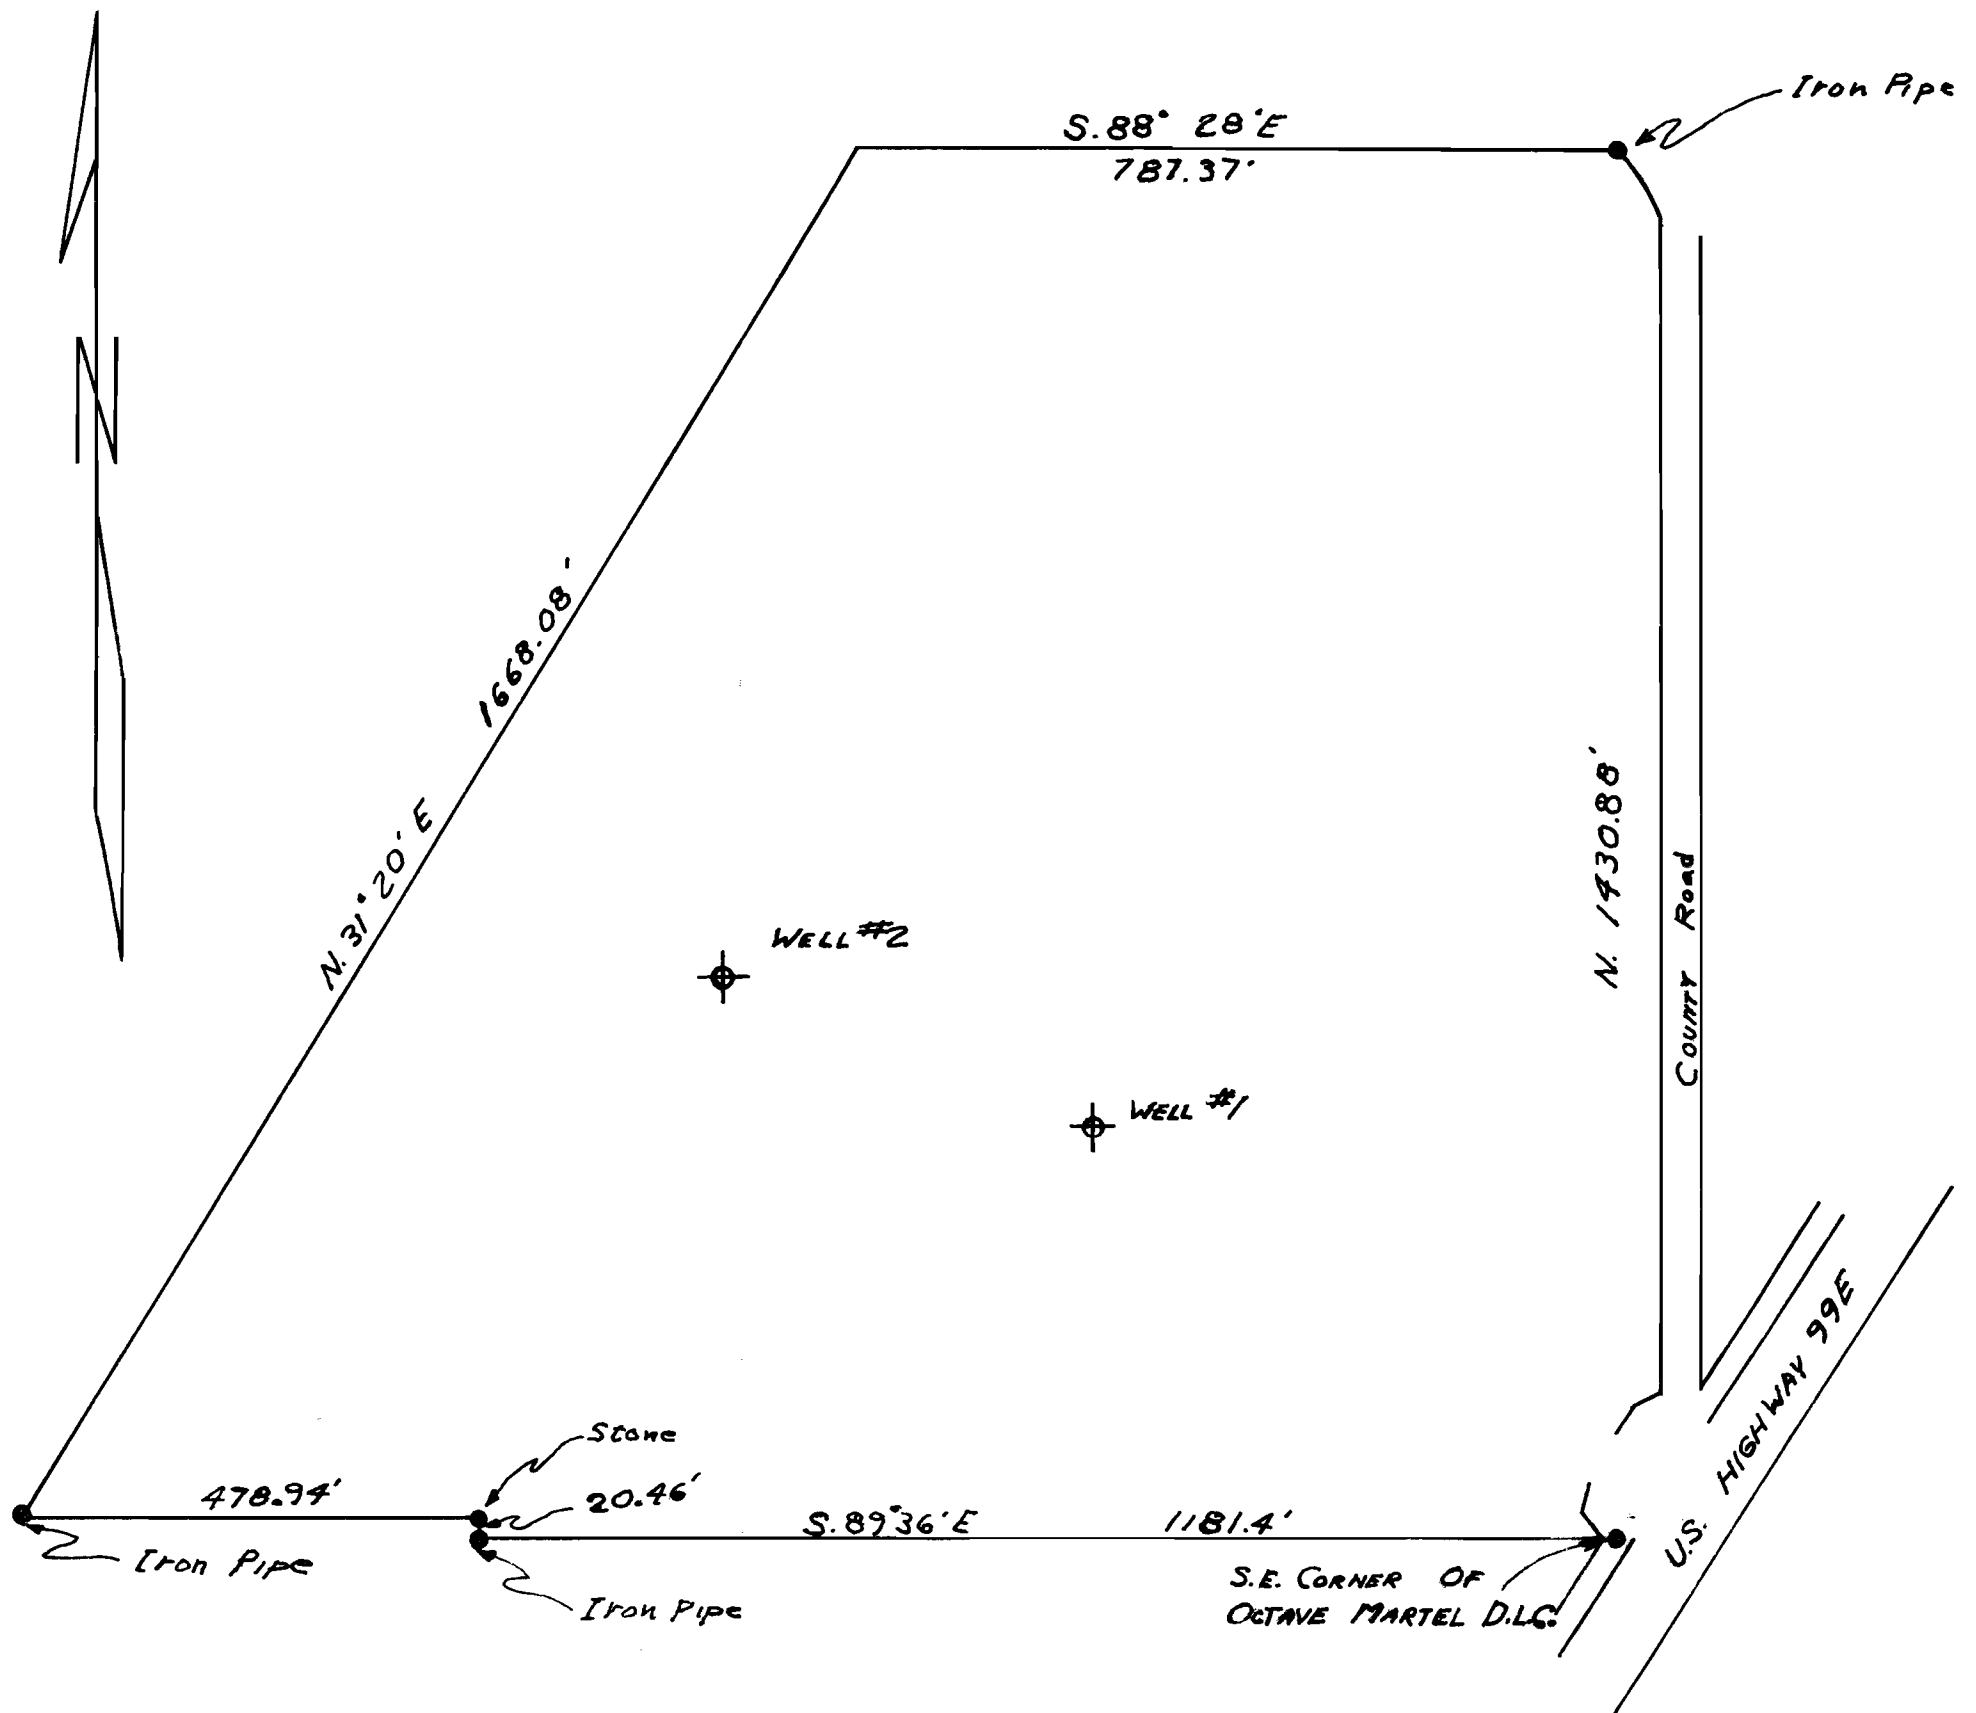 Iron Pipe
S. 88° 28' E
787.37'
N
1668.08'
N. 31° 20' E
N. 1430.88'
County Road
WELL #2
WELL #1
U.S. HIGHWAY 99E
Stone
478.94'
20.46'
S. 89° 36' E 1181.4'
Iron Pipe
Iron Pipe
S.E. CORNER OF
OCTAVE MARTEL D.L.C.